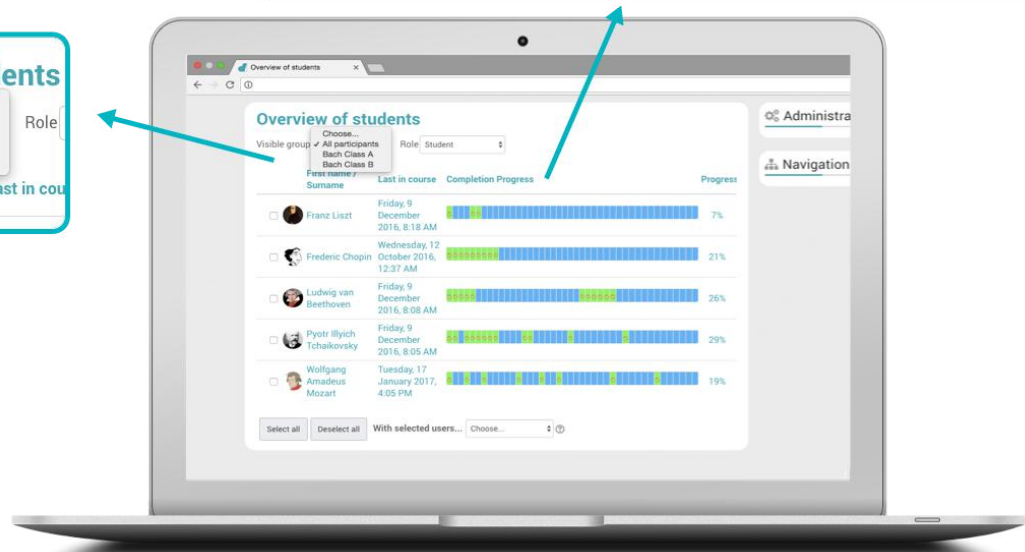 ents
Role
ast in cou
Overview of students
Overview of students
Visible group
Choose...
✓ All participants
Bach Class A
Bach Class B
Role Student
First name / Surname
Last in course
Completion Progress
Progress
Franz Liszt
Friday, 9
December
2016, 8:18 AM
7%
Frederic Chopin
Wednesday, 12
October 2016,
12:37 AM
21%
Ludwig van
Beethoven
Friday, 9
December
2016, 8:08 AM
26%
Pyotr Illyich
Tchaikovsky
Friday, 9
December
2016, 8:05 AM
29%
Wolfgang
Amadeus
Mozart
Tuesday, 17
January 2017,
4:05 PM
19%
Select all
Deselect all
With selected users...
Choose...
Administra
Navigation